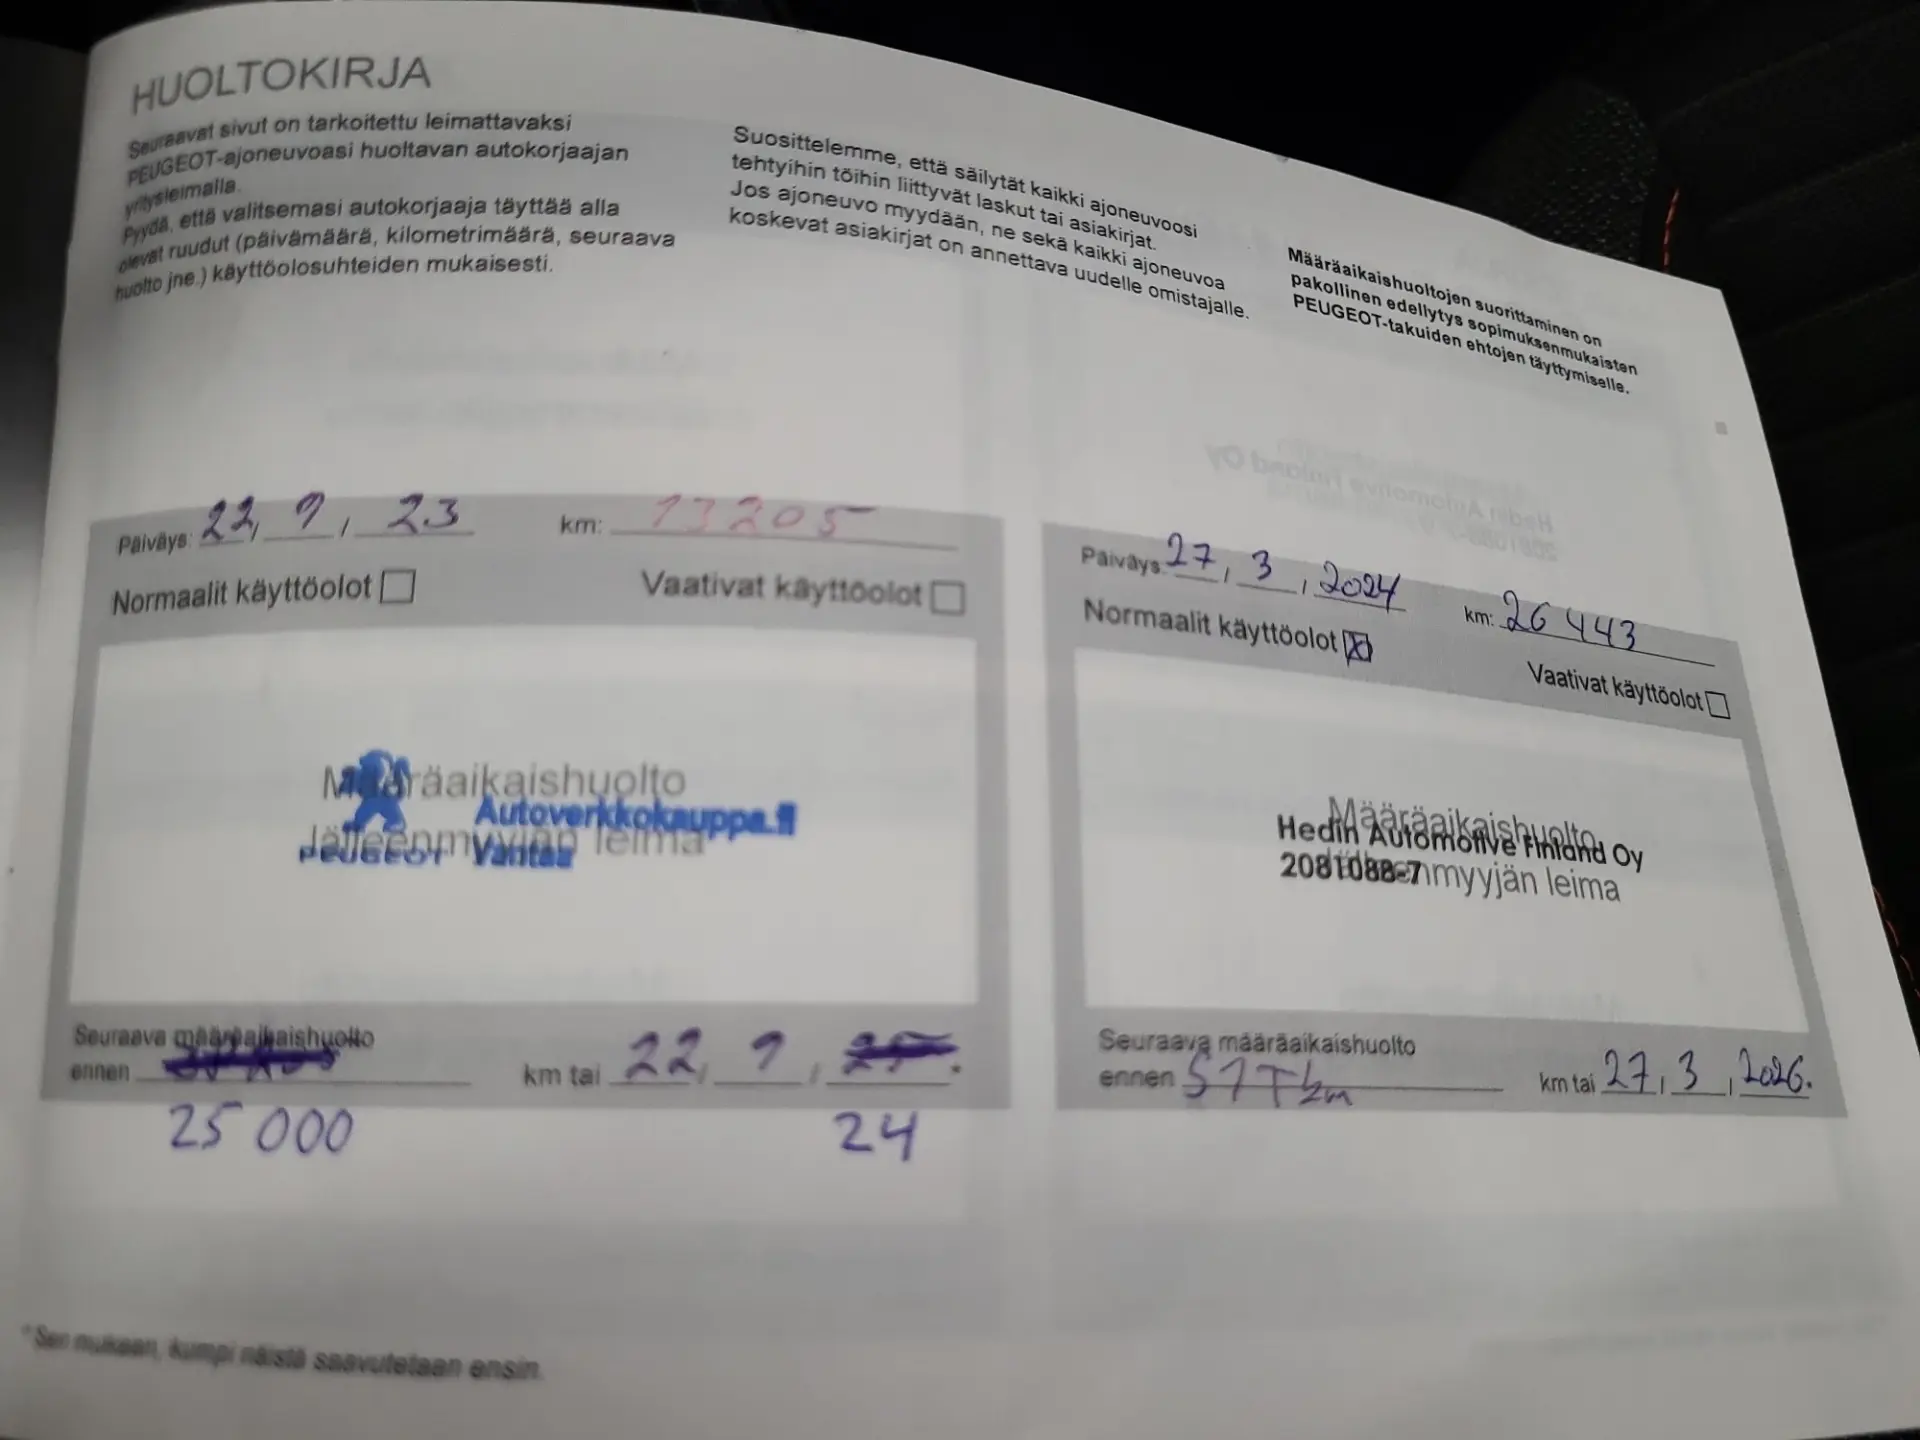 HUOLTOKIRJA
Seuraavat sivut on tarkoitettu leimattavaksi
PEUGEOT-ajoneuvoasi huoltavan autokorjaajan
yritysleimalla.
Pyydä, että valitsemasi autokorjaaja täyttää alla
olevat ruudut (päivämäärä, kilometrimäärä, seuraava
huolto jne.) käyttöolosuhteiden mukaisesti.
Suosittelemme, että säilytät kaikki ajoneuvoosi
tehtyihin töihin liittyvät laskut tai asiakirjat.
Jos ajoneuvo myydään, ne sekä kaikki ajoneuvoa
koskevat asiakirjat on annettava uudelle omistajalle.
Määräaikaishuoltojen suorittaminen on
pakollinen edellytys sopimuksenmukaisten
PEUGEOT-takuiden ehtojen täyttymiselle.
Päiväys: 22, 9, 23 km: 13205
Normaalit käyttöolot Vaativat käyttöolot
Määräaikaishuolto
Autoverkkokauppa.fi
Jälleenmyyjän leima
PEUGEOT Vantaa
Seuraava määräaikaishuolto
ennen km tai 22, 9,
25 000 24
Päiväys 27, 3, 2024 km: 26 443
Normaalit käyttöolot X Vaativat käyttöolot
Määräaikaishuolto
Hedin Automotive Finland Oy
2081088-7
Jälleenmyyjän leima
Seuraava määräaikaishuolto
ennen 51 T km km tai 27, 3, 2026.
*Sen mukaan, kumpi näistä saavutetaan ensin.